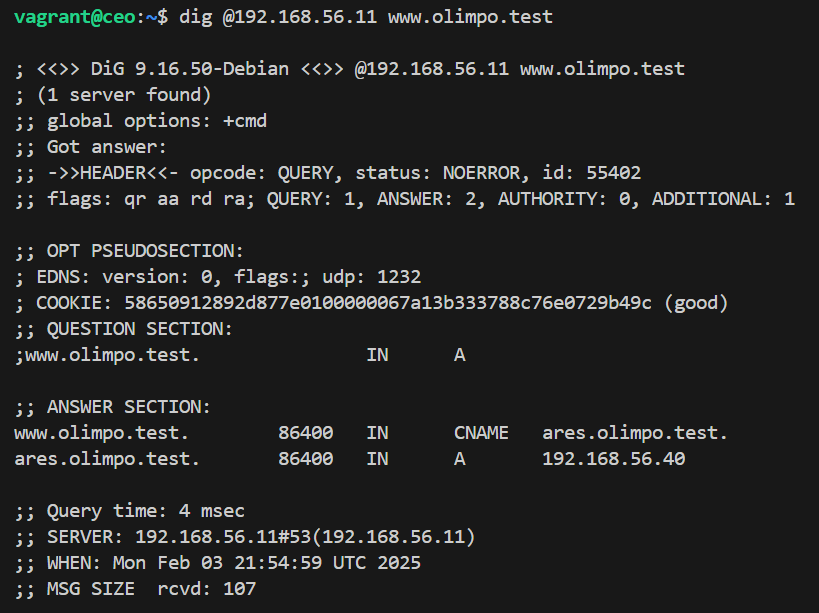 vagrant@ceo:~$ dig @192.168.56.11 www.olimpo.test
; <<>> DiG 9.16.50-Debian <<>> @192.168.56.11 www.olimpo.test
; (1 server found)
;; global options: +cmd
;; Got answer:
;; ->>HEADER<<- opcode: QUERY, status: NOERROR, id: 55402
;; flags: qr aa rd ra; QUERY: 1, ANSWER: 2, AUTHORITY: 0, ADDITIONAL: 1
;; OPT PSEUDOSECTION:
; EDNS: version: 0, flags:; udp: 1232
; COOKIE: 58650912892d877e0100000067a13b333788c76e0729b49c (good)
;; QUESTION SECTION:
;www.olimpo.test. IN A
;; ANSWER SECTION:
www.olimpo.test. 86400 IN CNAME ares.olimpo.test.
ares.olimpo.test. 86400 IN A 192.168.56.40
;; Query time: 4 msec
;; SERVER: 192.168.56.11#53(192.168.56.11)
;; WHEN: Mon Feb 03 21:54:59 UTC 2025
;; MSG SIZE rcvd: 107